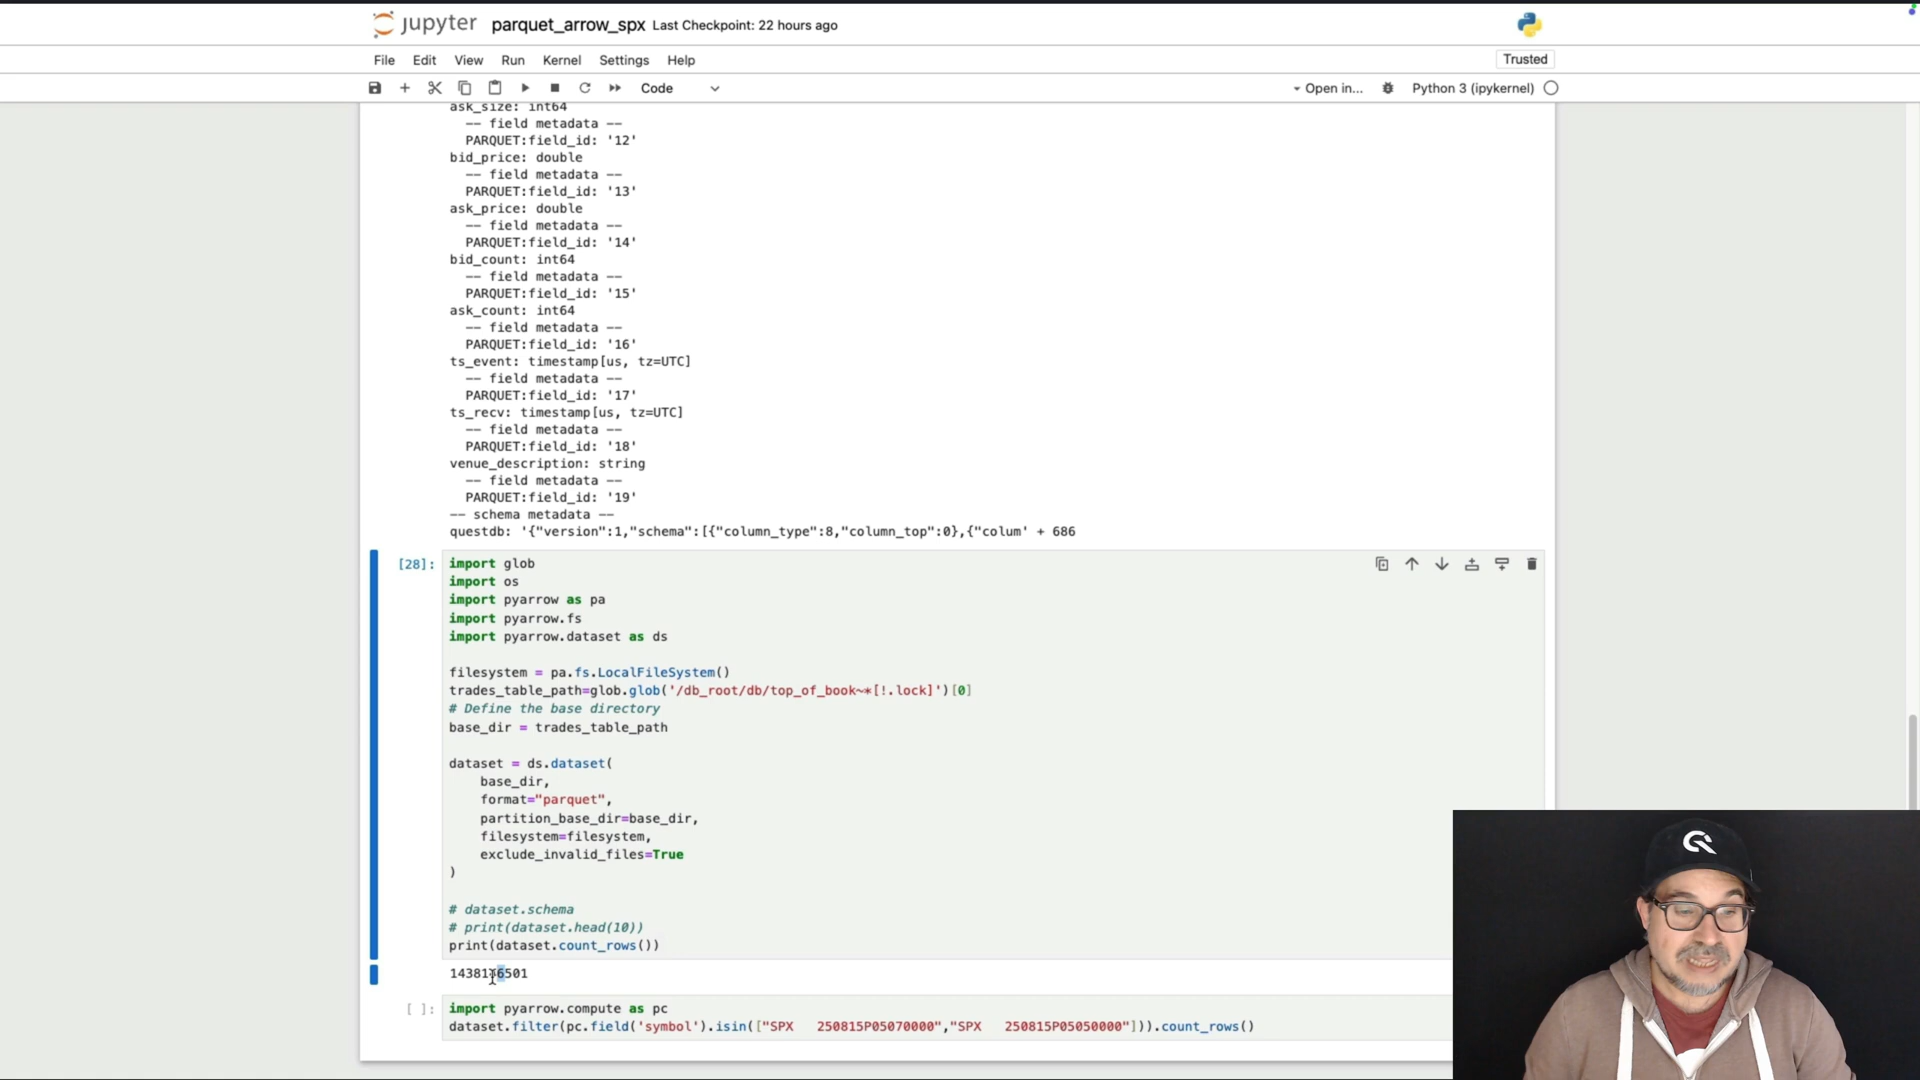 jupyter parquet_arrow_spx Last Checkpoint: 22 hours ago
File Edit View Run Kernel Settings Help Trusted
Code Open in... Python 3 (ipykernel)
ask_size: int64
-- field metadata --
PARQUET:field_id: '12'
bid_price: double
-- field metadata --
PARQUET:field_id: '13'
ask_price: double
-- field metadata --
PARQUET:field_id: '14'
bid_count: int64
-- field metadata --
PARQUET:field_id: '15'
ask_count: int64
-- field metadata --
PARQUET:field_id: '16'
ts_event: timestamp[us, tz=UTC]
-- field metadata --
PARQUET:field_id: '17'
ts_recv: timestamp[us, tz=UTC]
-- field metadata --
PARQUET:field_id: '18'
venue_description: string
-- field metadata --
PARQUET:field_id: '19'
-- schema metadata --
questdb: '{"version":1,"schema":[{"column_type":8,"column_top":0},{"colum' + 686
[28]: import glob
import os
import pyarrow as pa
import pyarrow.fs
import pyarrow.dataset as ds
filesystem = pa.fs.LocalFileSystem()
trades_table_path=glob.glob('/db_root/db/top_of_book~*[!.lock]')[0]
# Define the base directory
base_dir = trades_table_path
dataset = ds.dataset(
base_dir,
format="parquet",
partition_base_dir=base_dir,
filesystem=filesystem,
exclude_invalid_files=True
)
# dataset.schema
# print(dataset.head(10))
print(dataset.count_rows())
[ ]: import pyarrow.compute as pc
dataset.filter(pc.field('symbol').isin(["SPX   250815P05070000","SPX   250815P05050000"])).count_rows()